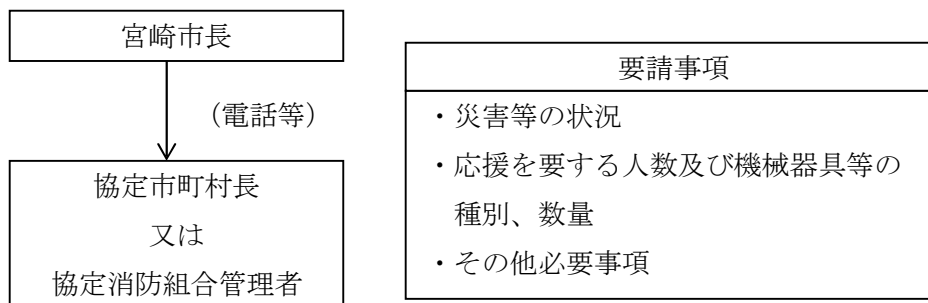 宮崎市長
(電話等)
協定市町村長
又は
協定消防組合管理者
要請事項
・災害等の状況
・応援を要する人数及び機械器具等の
種別、数量
・その他必要事項